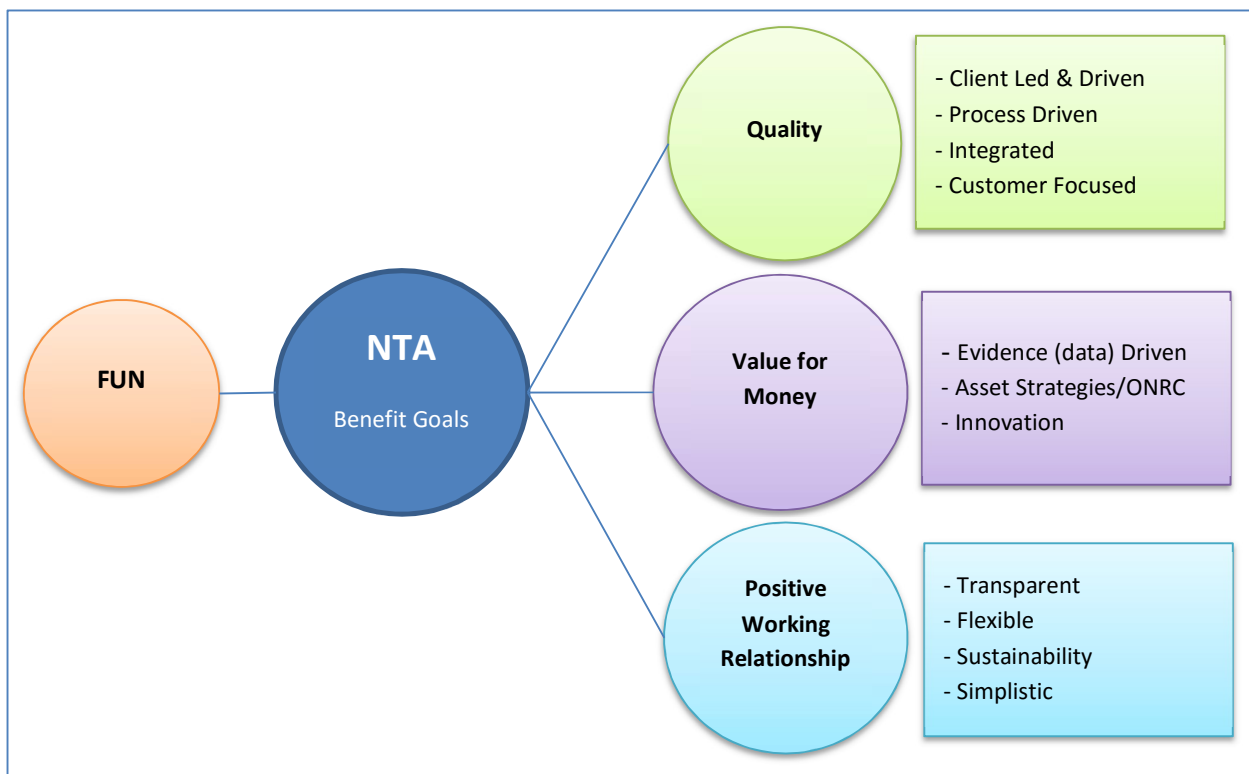 FUN
NTA
Benefit Goals
Quality
- Client Led & Driven
- Process Driven
- Integrated
- Customer Focused
Value for
Money
- Evidence (data) Driven
- Asset Strategies/ONRC
- Innovation
Positive
Working
Relationship
- Transparent
- Flexible
- Sustainability
- Simplistic